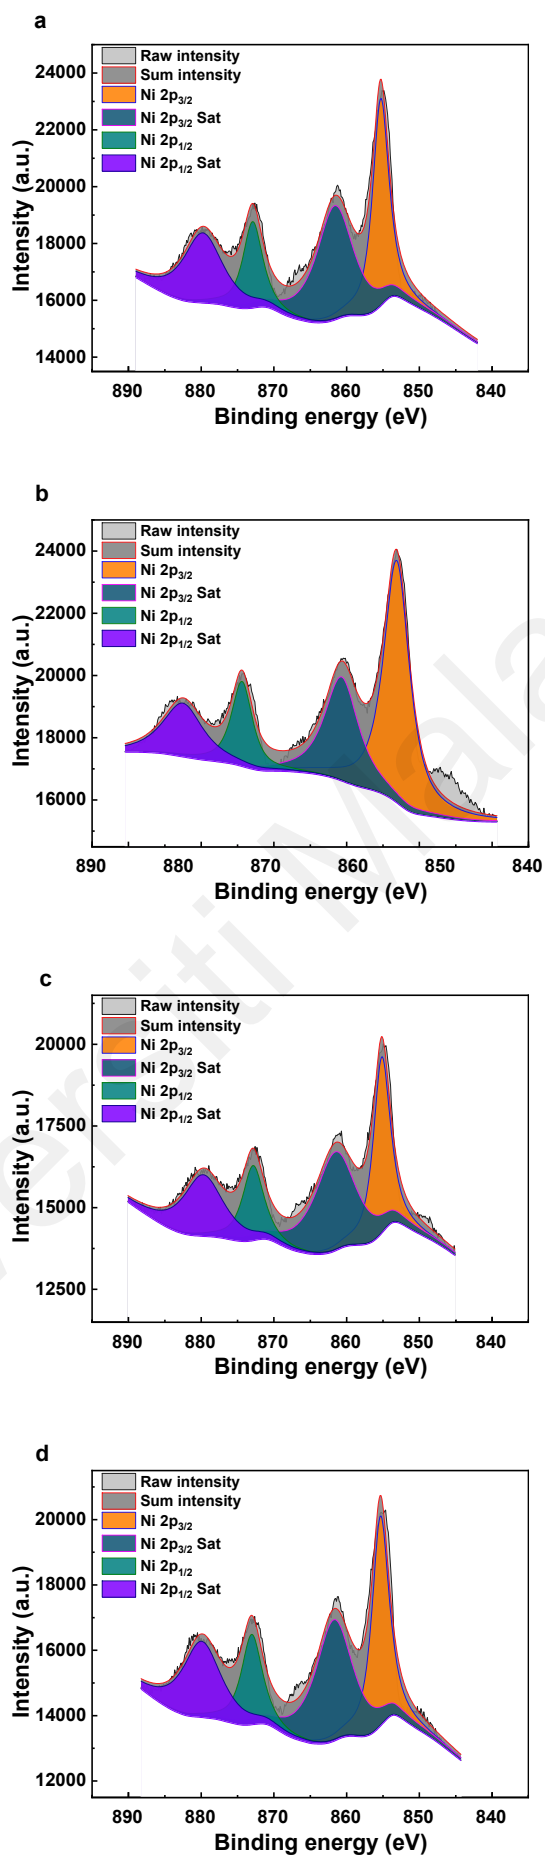 a
Raw intensity
Sum intensity
Ni 2p3/2
Ni 2p3/2 Sat
Ni 2p1/2
Ni 2p1/2 Sat
24000
22000
20000
18000
16000
14000
Intensity (a.u.)
890 880 870 860 850 840
Binding energy (eV)
b
Raw intensity
Sum intensity
Ni 2p3/2
Ni 2p3/2 Sat
Ni 2p1/2
Ni 2p1/2 Sat
24000
22000
20000
18000
16000
Intensity (a.u.)
890 880 870 860 850 840
Binding energy (eV)
c
Raw intensity
Sum intensity
Ni 2p3/2
Ni 2p3/2 Sat
Ni 2p1/2
Ni 2p1/2 Sat
20000
17500
15000
12500
Intensity (a.u.)
890 880 870 860 850 840
Binding energy (eV)
d
Raw intensity
Sum intensity
Ni 2p3/2
Ni 2p3/2 Sat
Ni 2p1/2
Ni 2p1/2 Sat
20000
18000
16000
14000
12000
Intensity (a.u.)
890 880 870 860 850 840
Binding energy (eV)